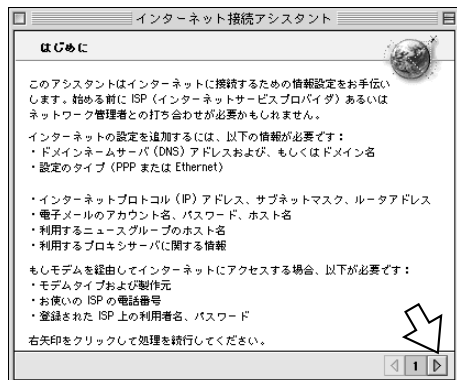 インターネット接続アシスタント
はじめに
このアシスタントはインターネットに接続するための情報設定をお手伝い
します。始める前に ISP（インターネットサービスプロバイダ）あるいは
ネットワーク管理者との打ち合わせが必要かもしれません。
インターネットの設定を追加するには、以下の情報が必要です：
・ドメインネームサーバ（DNS）アドレスおよび、もしくはドメイン名
・設定のタイプ（PPP または Ethernet）
・インターネットプロトコル（IP）アドレス、サブネットマスク、ルータアドレス
・電子メールのアカウント名、パスワード、ホスト名
・利用するニュースグループのホスト名
・利用するプロキシサーバに関する情報
もしモデムを経由してインターネットにアクセスする場合、以下が必要です：
・モデムタイプおよび製作元
・お使いの ISP の電話番号
・登録された ISP 上の利用者名、パスワード
右矢印をクリックして処理を続行してください。
1